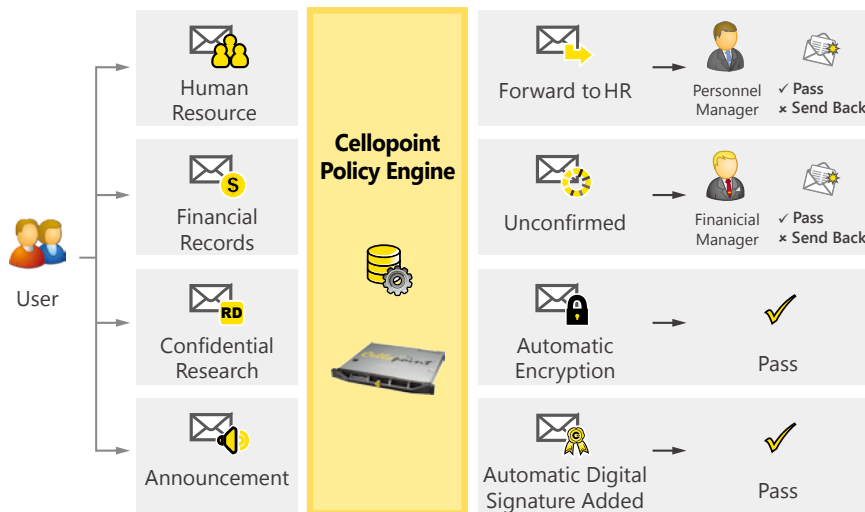 User
Human
Resource
S
Financial
Records
RD
Confidential
Research
Announcement
Cellopoint
Policy Engine
Cellopoint
Forward to HR
Personnel
Manager
✓ Pass
× Send Back
Unconfirmed
Finanicial
Manager
✓ Pass
× Send Back
Automatic
Encryption
Pass
C
Automatic Digital
Signature Added
Pass